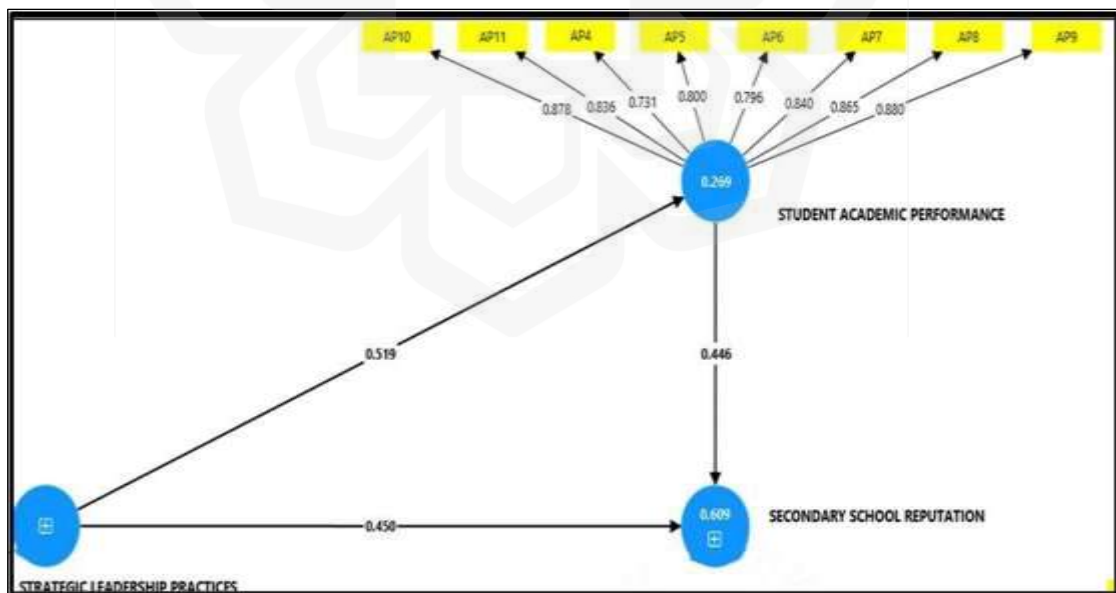 AP10 AP11 AP4 AP5 AP6 AP7 AP8 AP9
0.878 0.836 0.731 0.800 0.796 0.840 0.865 0.880
0.269
STUDENT ACADEMIC PERFORMANCE
0.519
0.446
0.609
SECONDARY SCHOOL REPUTATION
0.450
STRATEGIC LEADERSHIP PRACTICES